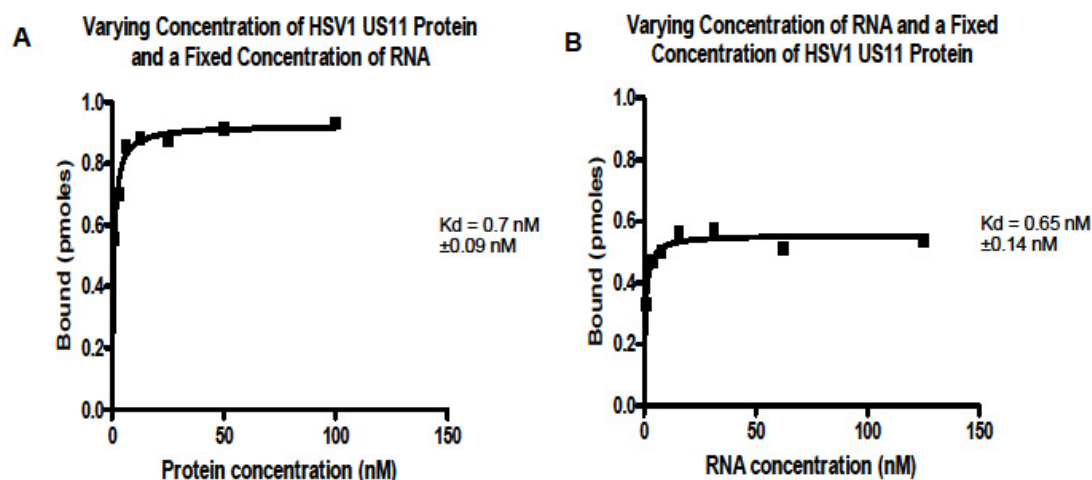 A
Varying Concentration of HSV1 US11 Protein
and a Fixed Concentration of RNA
1.0
0.8
0.6
0.4
0.2
0.0
Bound (pmoles)
0
50
100
150
Protein concentration (nM)
Kd = 0.7 nM
±0.09 nM
B
Varying Concentration of RNA and a Fixed
Concentration of HSV1 US11 Protein
1.0
0.8
0.6
0.4
0.2
0.0
Bound (pmoles)
0
50
100
150
RNA concentration (nM)
Kd = 0.65 nM
±0.14 nM